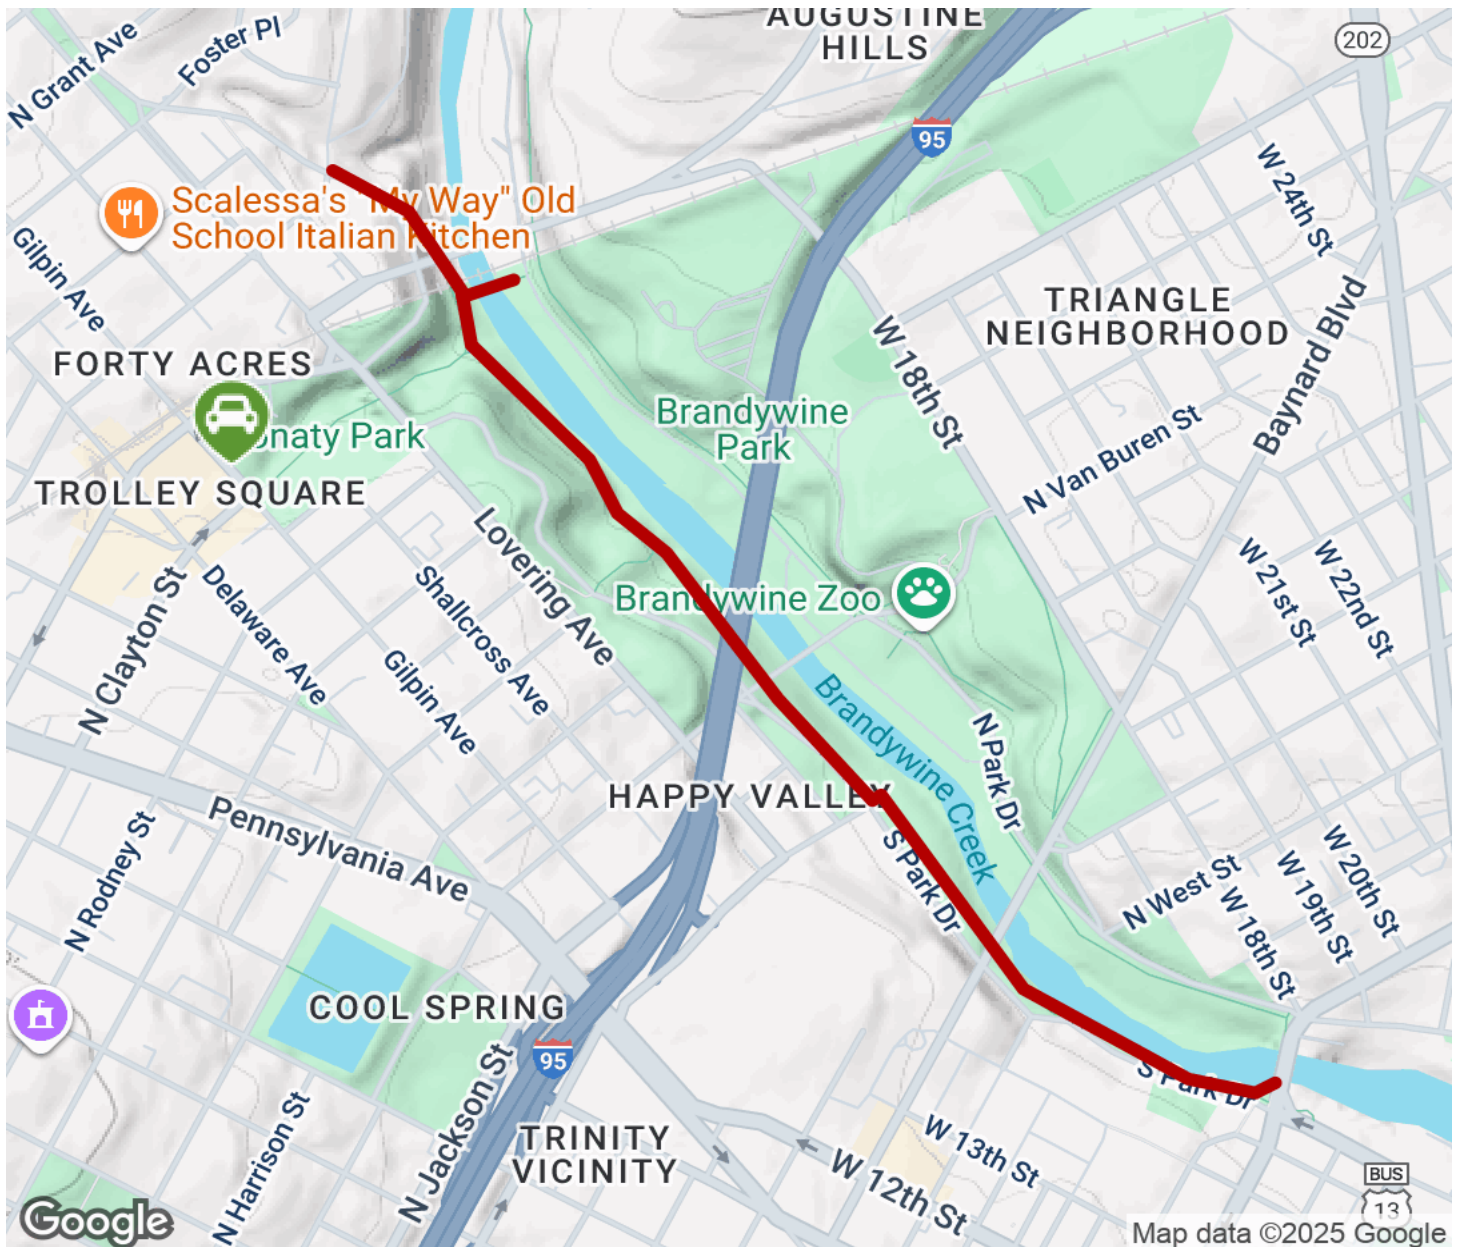 AUGUSTINE
HILLS
202
N Grant Ave
Foster Pl
95
W 24th St
Scalessa's "My Way" Old
School Italian Kitchen
Gilpin Ave
TRIANGLE
NEIGHBORHOOD
W 18th St
Baynard Blvd
FORTY ACRES
Brandywine
Park
onaty Park
N Van Buren St
TROLLEY SQUARE
Lovering Ave
W 21st St
W 22nd St
Brandywine Zoo
N Clayton St
Delaware Ave
Shallcross Ave
Gilpin Ave
Brandywine Creek
N Park Dr
HAPPY VALLEY
Pennsylvania Ave
N Rodney St
S Park Dr
N West St
W 18th St
W 19th St
W 20th St
COOL SPRING
95
N Jackson St
N Harrison St
S Park Dr
TRINITY
VICINITY
W 13th St
W 12th St
BUS
13
Google
Map data ©2025 Google